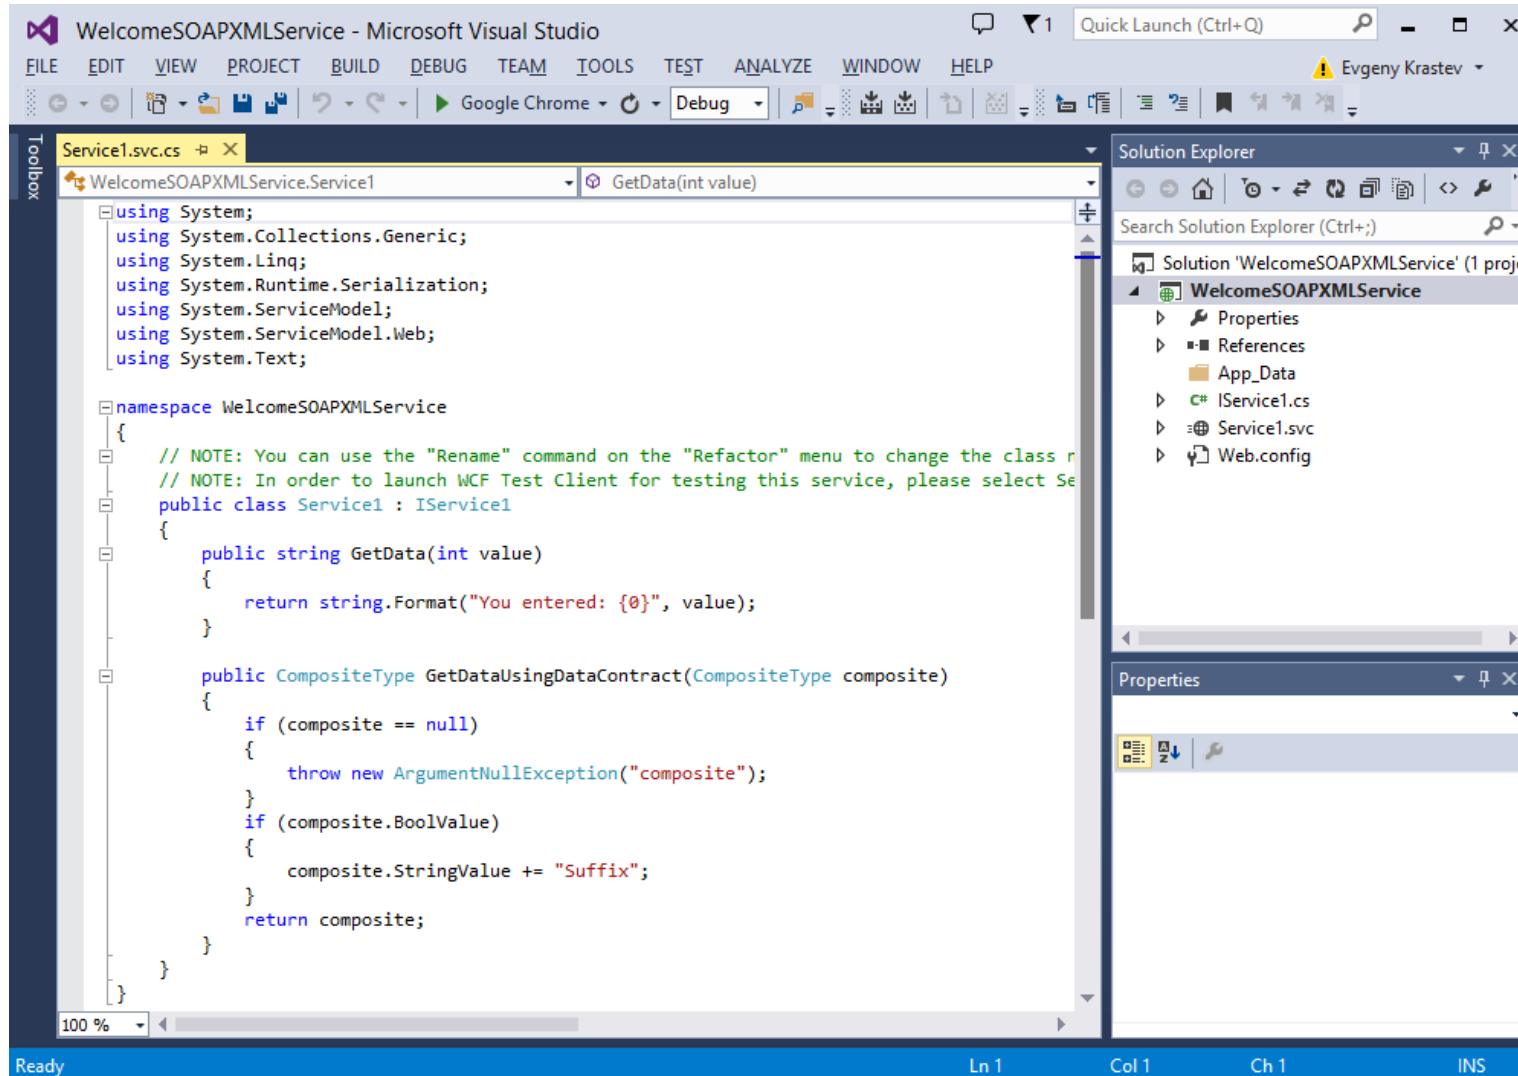 WelcomeSOAPXMLService - Microsoft Visual Studio
1
Quick Launch (Ctrl+Q)
FILE EDIT VIEW PROJECT BUILD DEBUG TEAM TOOLS TEST ANALYZE WINDOW HELP
Evgeny Krastev
Google Chrome
Debug
Toolbox
Service1.svc.cs
WelcomeSOAPXMLService.Service1
GetData(int value)
using System;
using System.Collections.Generic;
using System.Linq;
using System.Runtime.Serialization;
using System.ServiceModel;
using System.ServiceModel.Web;
using System.Text;
namespace WelcomeSOAPXMLService
{
// NOTE: You can use the "Rename" command on the "Refactor" menu to change the class r
// NOTE: In order to launch WCF Test Client for testing this service, please select Se
public class Service1 : IService1
{
public string GetData(int value)
{
return string.Format("You entered: {0}", value);
}
public CompositeType GetDataUsingDataContract(CompositeType composite)
{
if (composite == null)
{
throw new ArgumentNullException("composite");
}
if (composite.BoolValue)
{
composite.StringValue += "Suffix";
}
return composite;
}
}
}
100 %
Solution Explorer
Search Solution Explorer (Ctrl+;)
Solution 'WelcomeSOAPXMLService' (1 proje
WelcomeSOAPXMLService
Properties
References
App_Data
C# IService1.cs
Service1.svc
Web.config
Properties
Ready
Ln 1
Col 1
Ch 1
INS